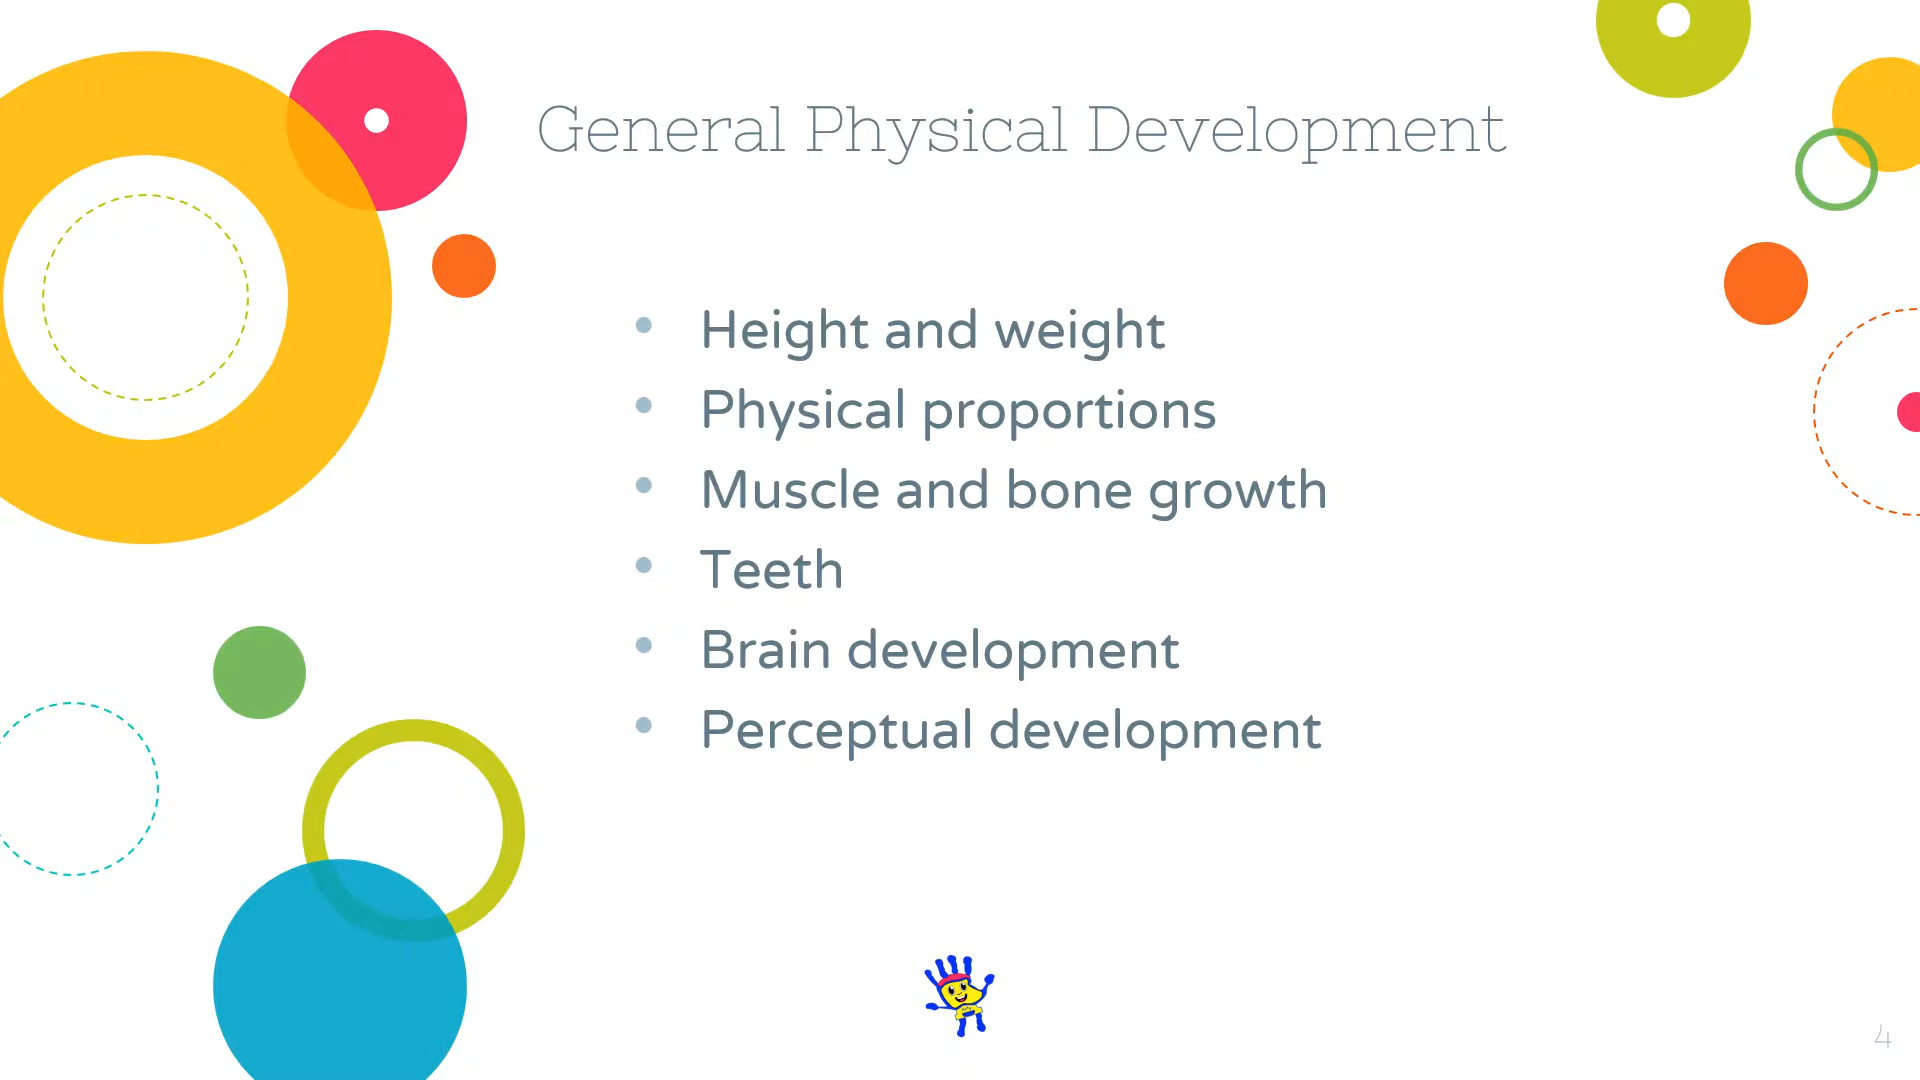 General Physical Development
• Height and weight
• Physical proportions
• Muscle and bone growth
• Teeth
• Brain development
• Perceptual development
4